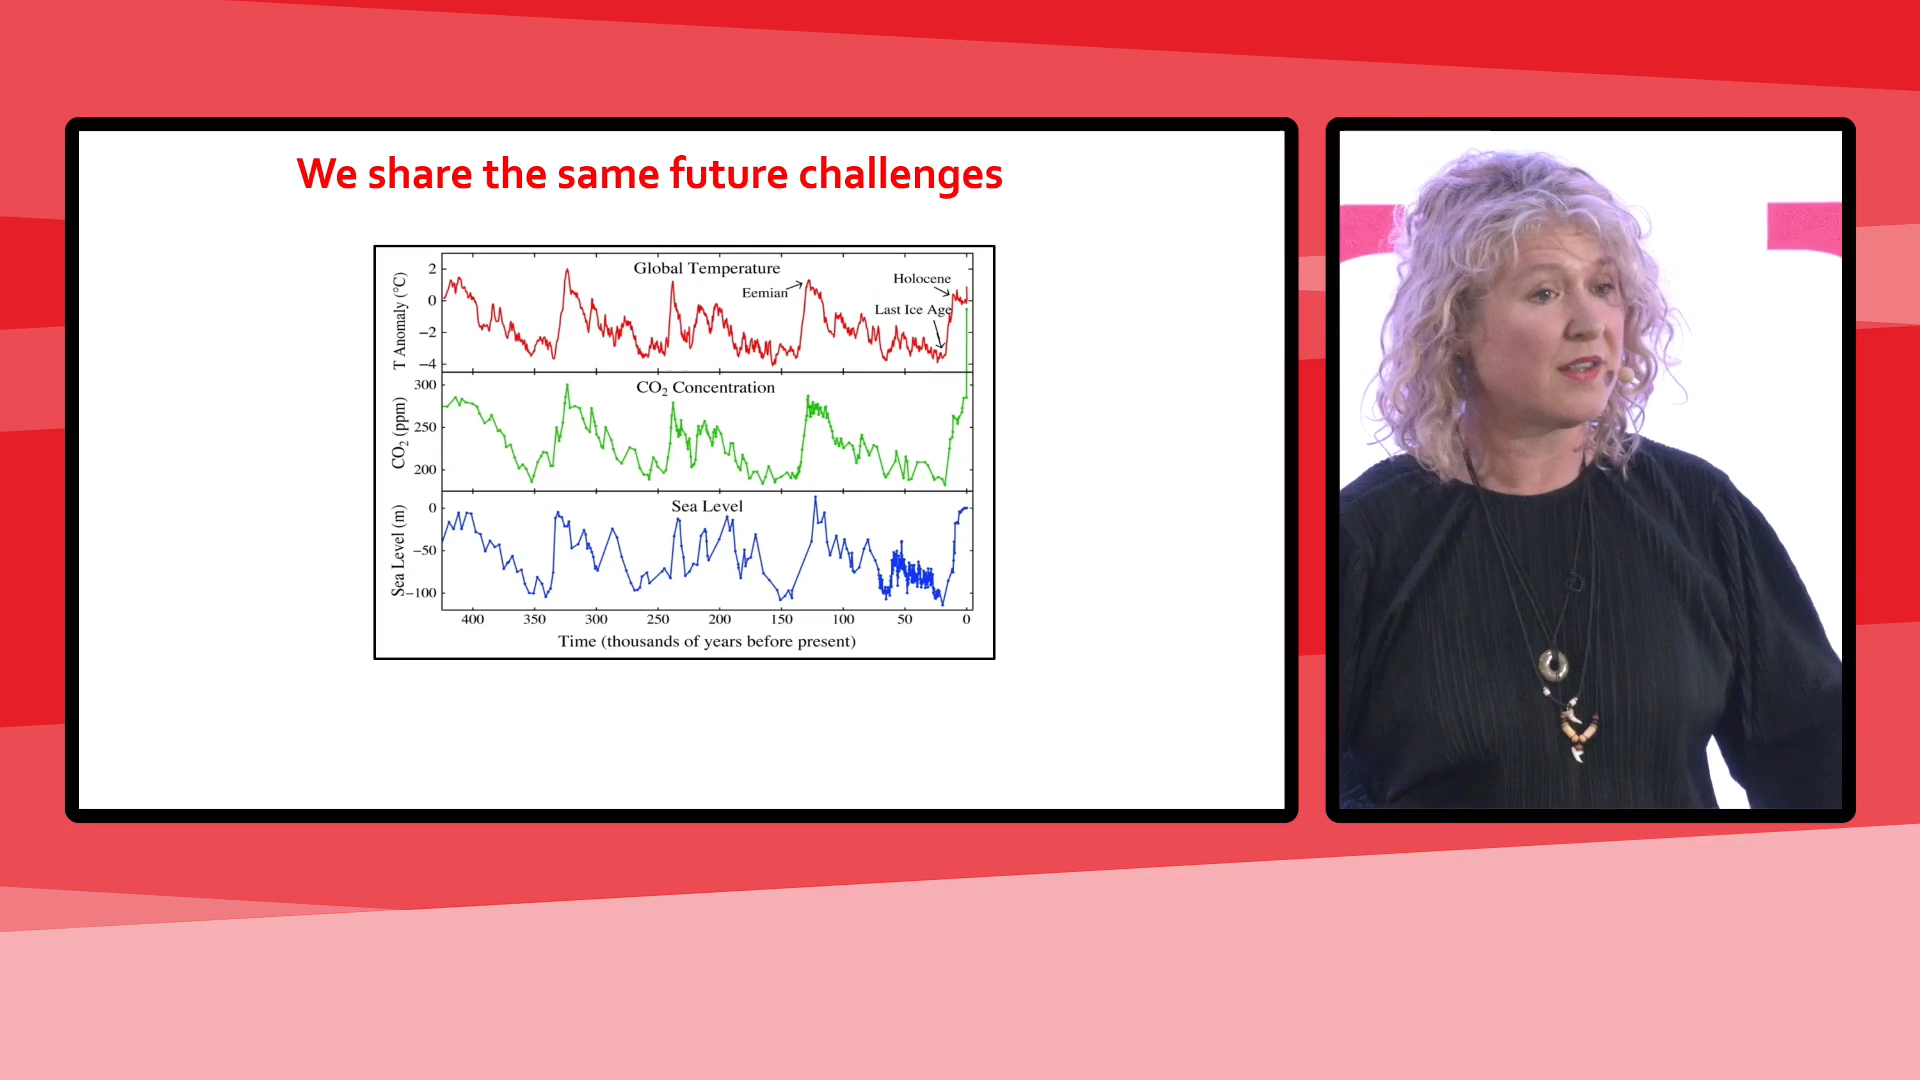 We share the same future challenges
Global Temperature
Holocene
Eemian
Last Ice Age
T Anomaly (°C)
2
0
−2
−4
CO₂ Concentration
CO₂ (ppm)
300
250
200
Sea Level
Sea Level (m)
0
−50
−100
400 350 300 250 200 150 100 50 0
Time (thousands of years before present)